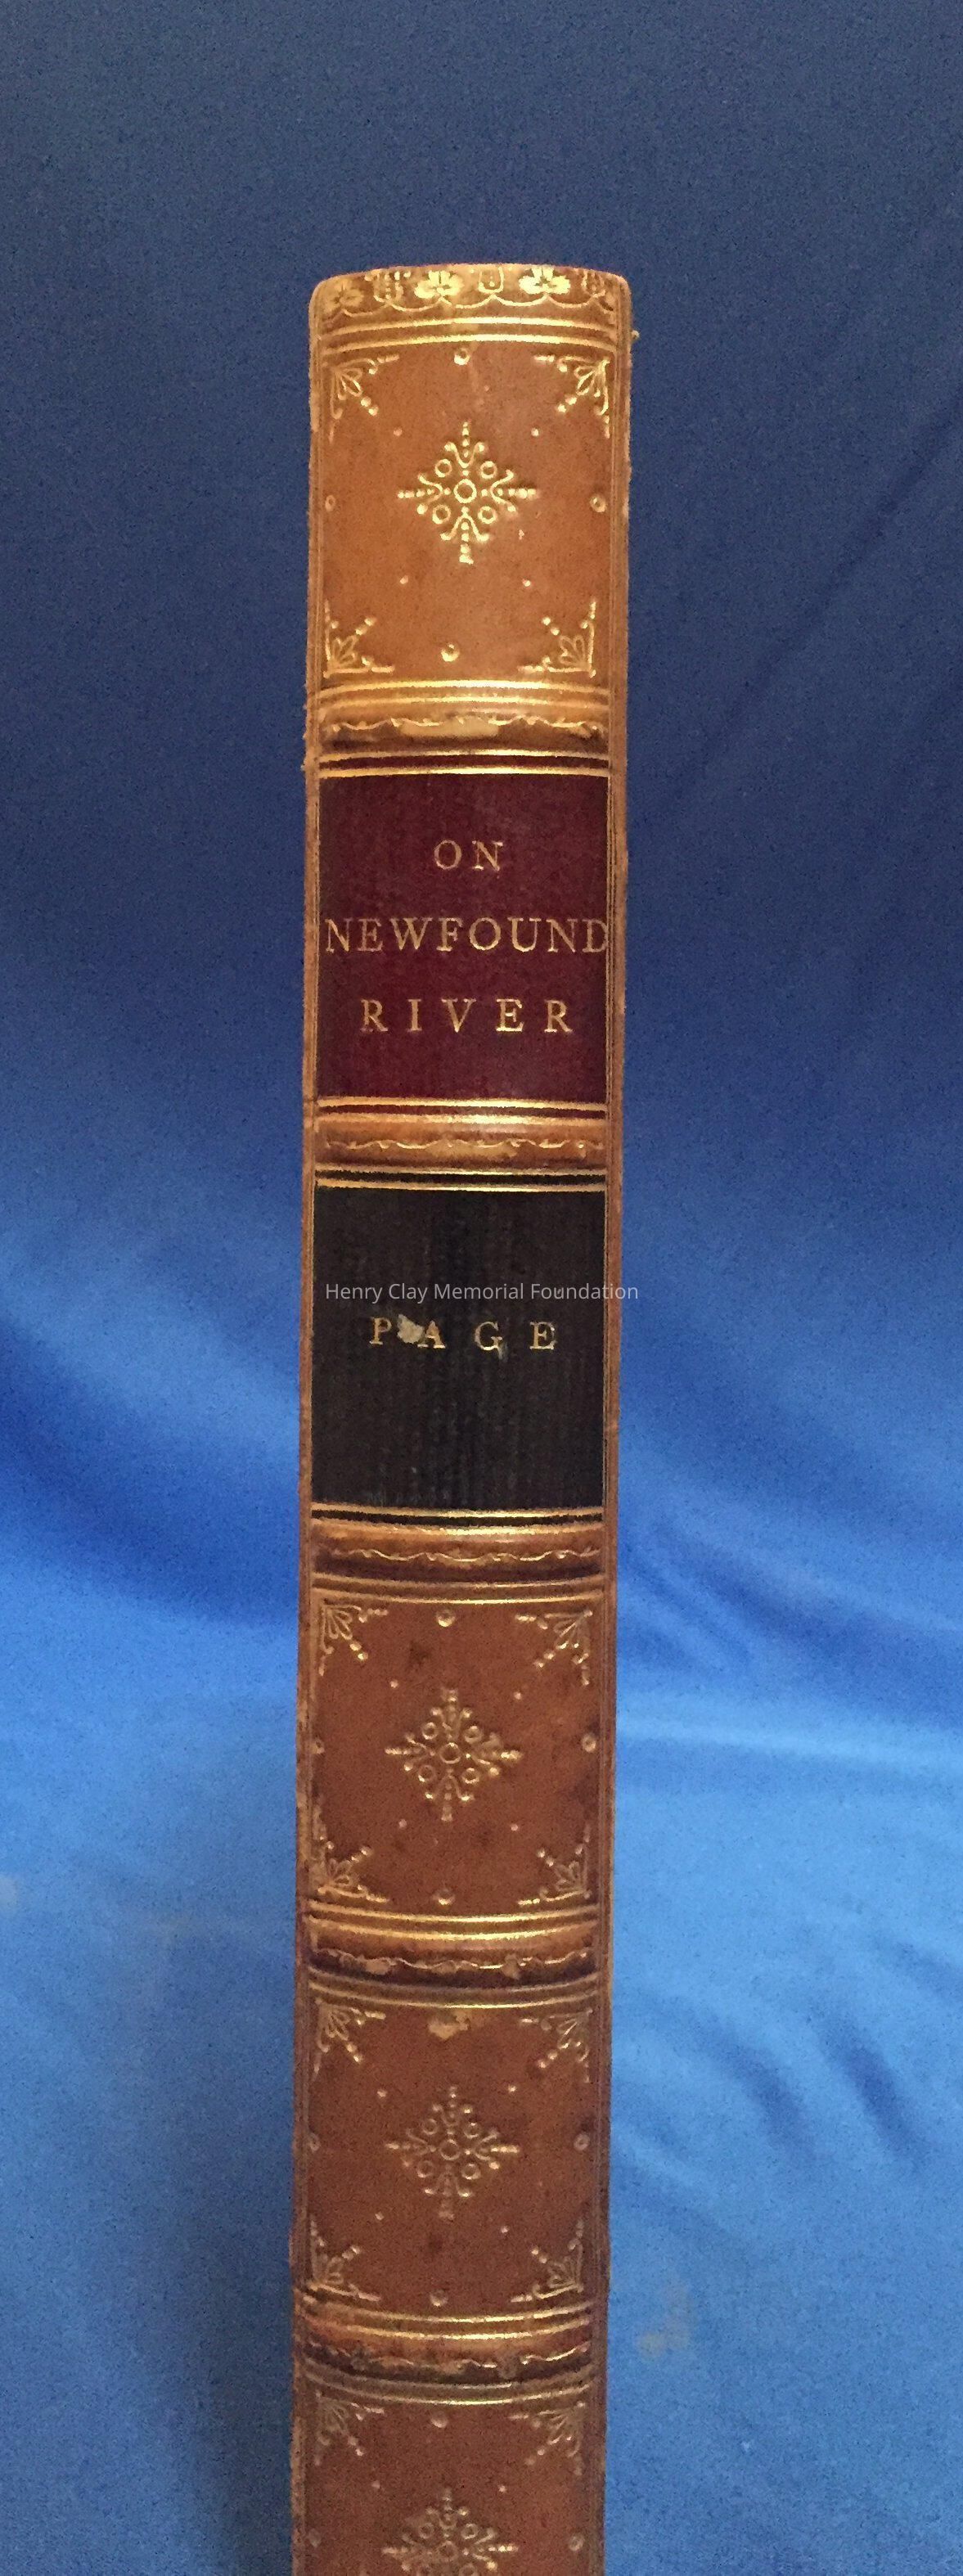 ON
NEWFOUND
RIVER
Henry Clay Memorial Foundation
PAGE